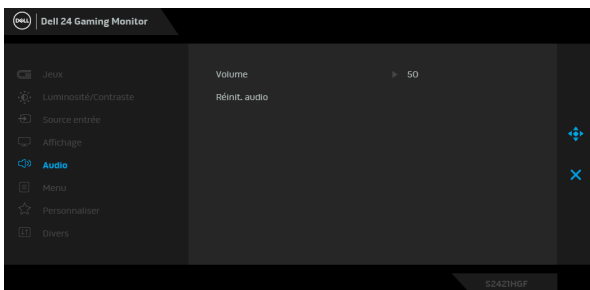 DELL Dell 24 Gaming Monitor
Jeux
Volume 50
Luminosité/Contraste
Réinit. audio
Source entrée
Affichage
Audio
Menu
Personnaliser
Divers
S2421HGF